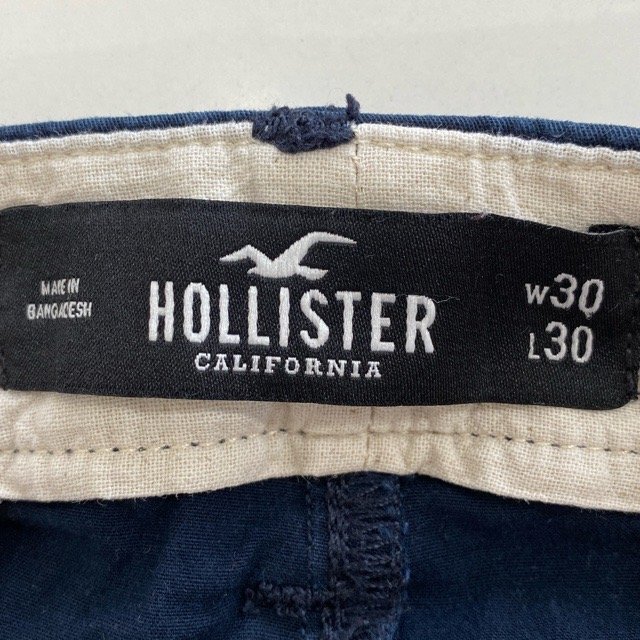 MADE IN
BANGLADESH
HOLLISTER
CALIFORNIA
W30
L30